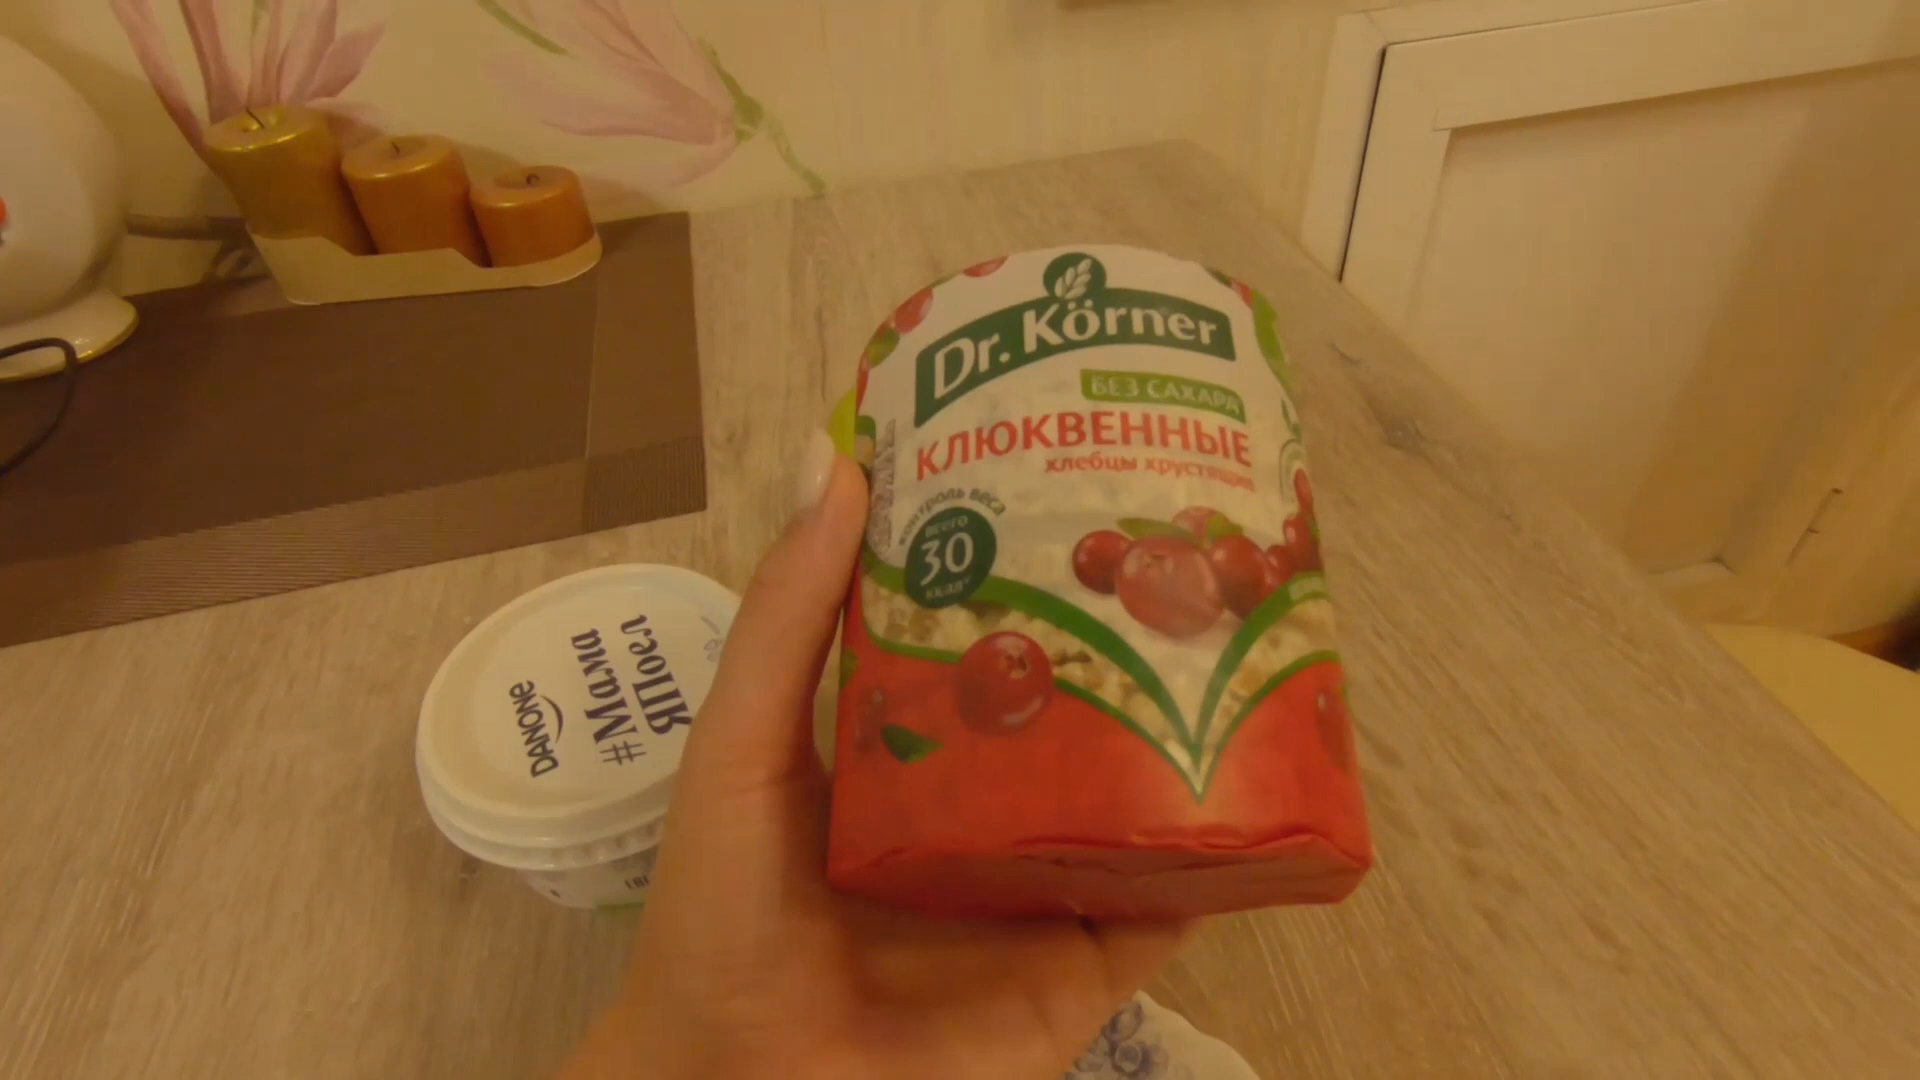 Dr. Körner
БЕЗ САХАРА
КЛЮКВЕННЫЕ
хлебцы хрустящие
контроль веса
всего
30
ккал*
DANONE
#Мама
ЯПоел